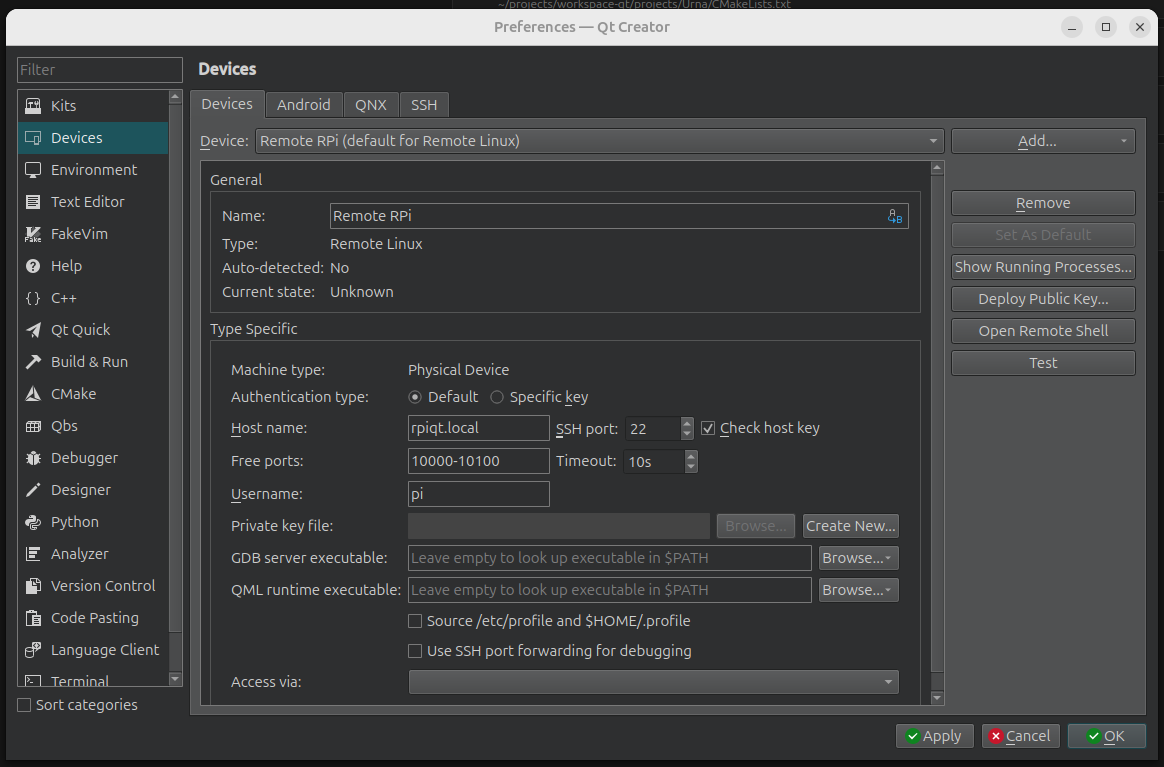 ~/projects/workspace-qt/projects/Urna/CMakeLists.txt
Preferences — Qt Creator
Filter
Kits
Devices
Environment
Text Editor
FakeVim
Help
C++
Qt Quick
Build & Run
CMake
Qbs
Debugger
Designer
Python
Analyzer
Version Control
Code Pasting
Language Client
Terminal
Sort categories
Devices
Devices Android QNX SSH
Device: Remote RPi (default for Remote Linux) Add...
General
Name: Remote RPi
Type: Remote Linux
Auto-detected: No
Current state: Unknown
Type Specific
Machine type: Physical Device
Authentication type: Default Specific key
Host name: rpiqt.local SSH port: 22 Check host key
Free ports: 10000-10100 Timeout: 10s
Username: pi
Private key file: Browse... Create New...
GDB server executable: Leave empty to look up executable in $PATH Browse...
QML runtime executable: Leave empty to look up executable in $PATH Browse...
Source /etc/profile and $HOME/.profile
Use SSH port forwarding for debugging
Access via:
Remove
Set As Default
Show Running Processes...
Deploy Public Key...
Open Remote Shell
Test
Apply Cancel OK